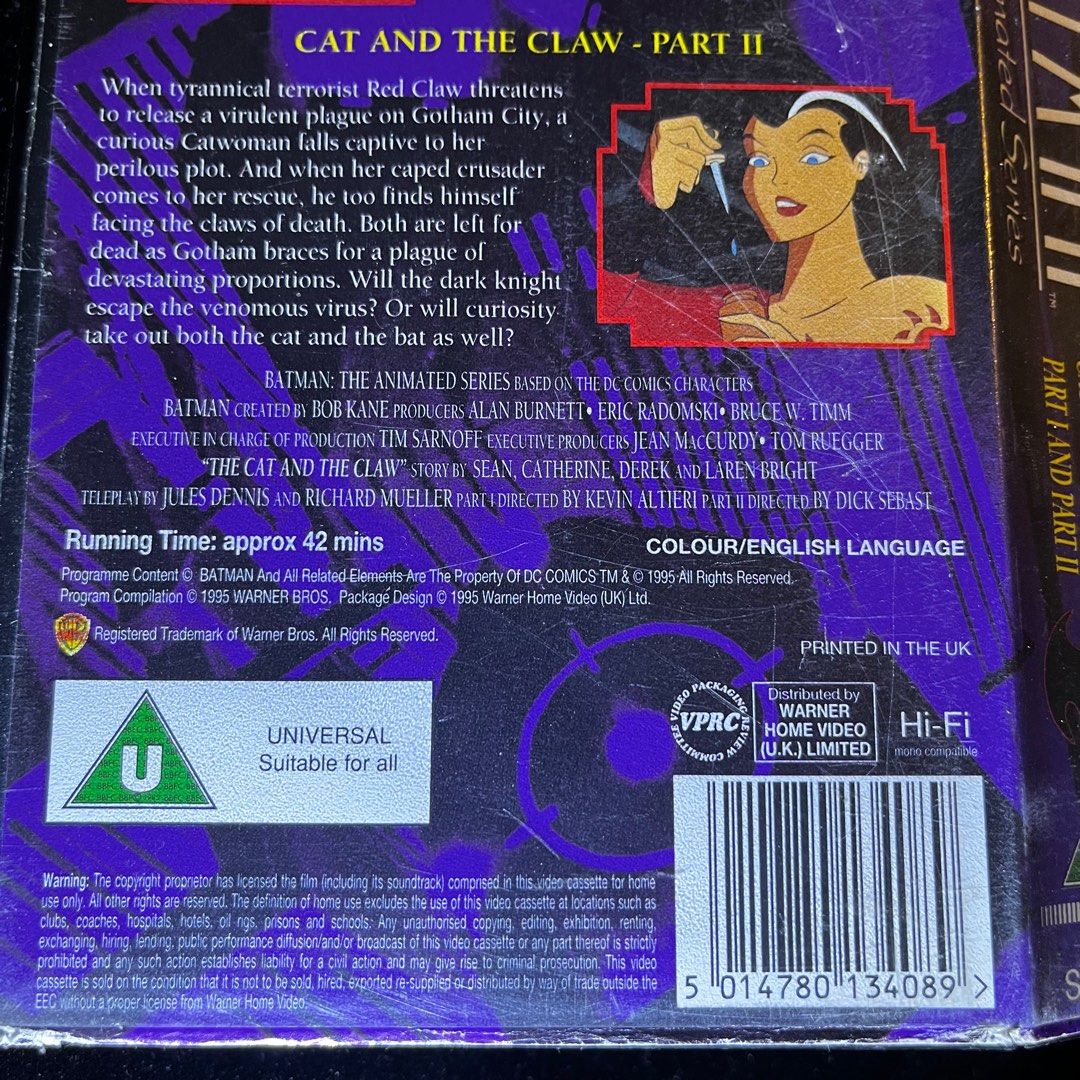 CAT AND THE CLAW - PART II
When tyrannical terrorist Red Claw threatens
to release a virulent plague on Gotham City, a
curious Catwoman falls captive to her
perilous plot. And when her caped crusader
comes to her rescue, he too finds himself
facing the claws of death. Both are left for
dead as Gotham braces for a plague of
devastating proportions. Will the dark knight
escape the venomous virus? Or will curiosity
take out both the cat and the bat as well?
BATMAN: THE ANIMATED SERIES BASED ON THE DC COMICS CHARACTERS
BATMAN CREATED BY BOB KANE PRODUCERS ALAN BURNETT• ERIC RADOMSKI• BRUCE W. TIMM
EXECUTIVE IN CHARGE OF PRODUCTION TIM SARNOFF EXECUTIVE PRODUCERS JEAN MACCURDY• TOM RUEGGER
"THE CAT AND THE CLAW" STORY BY SEAN, CATHERINE, DEREK AND LAREN BRIGHT
TELEPLAY BY JULES DENNIS AND RICHARD MUELLER PART I DIRECTED BY KEVIN ALTIERI PART II DIRECTED BY DICK SEBAST
Running Time: approx 42 mins
COLOUR/ENGLISH LANGUAGE
Programme Content © BATMAN And All Related Elements Are The Property Of DC COMICS TM & © 1995 All Rights Reserved.
Program Compilation © 1995 WARNER BROS. Package Design © 1995 Warner Home Video (UK) Ltd.
Registered Trademark of Warner Bros. All Rights Reserved.
PRINTED IN THE UK
U
UNIVERSAL
Suitable for all
VIDEO PACKAGING REVIEW COMMITTEE
VPRC
Distributed by
WARNER
HOME VIDEO
(U.K.) LIMITED
Hi-Fi
mono compatible
Warning: The copyright proprietor has licensed the film (including its soundtrack) comprised in this video cassette for home
use only. All other rights are reserved. The definition of home use excludes the use of this video cassette at locations such as
clubs, coaches, hospitals, hotels, oil rigs, prisons and schools. Any unauthorised copying, editing, exhibition, renting,
exchanging, hiring, lending, public performance diffusion/and/or broadcast of this video cassette or any part thereof is strictly
prohibited and any such action establishes liability for a civil action and may give rise to criminal prosecution. This video
cassette is sold on the condition that it is not to be sold, hired, exported re-supplied or distributed by way of trade outside the
EEC without a proper license from Warner Home Video.
5 014780 134089 >
Series
TM
PART I AND PART II